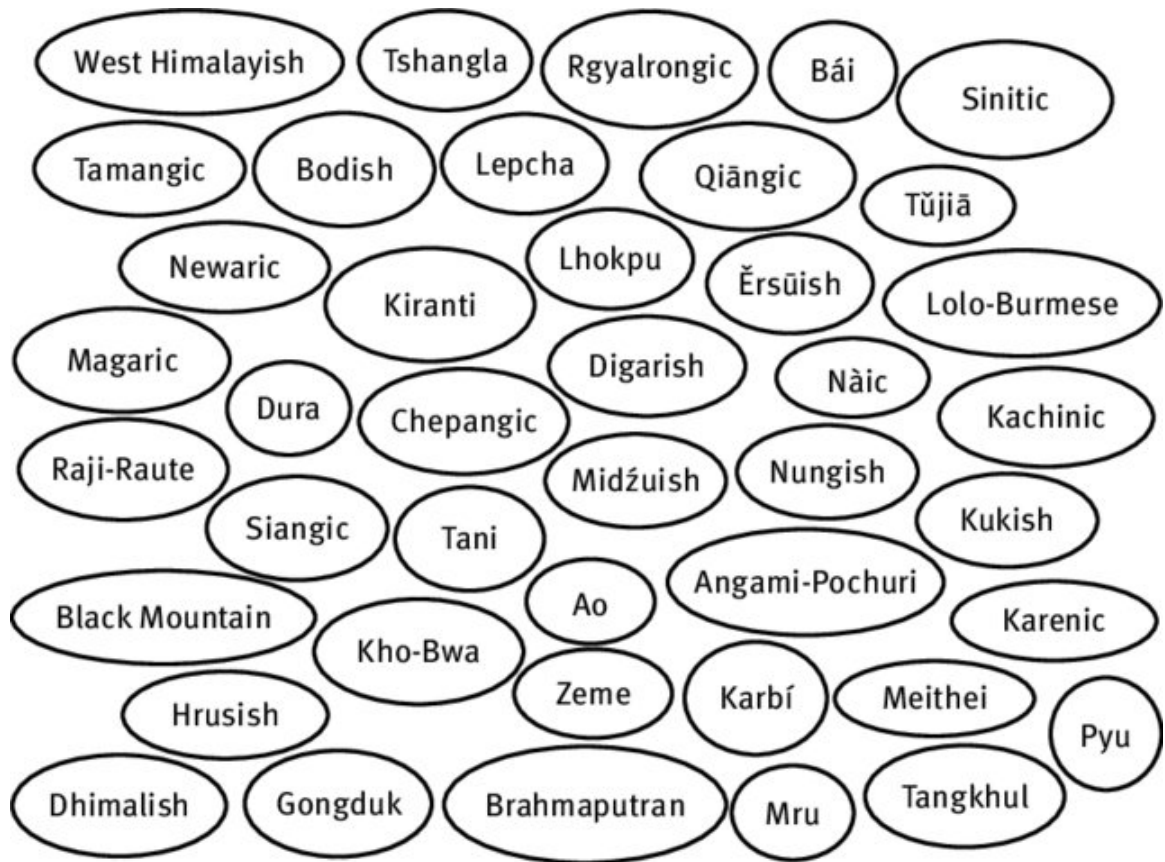 West Himalayish
Tshangla
Rgyalrongic
Bái
Sinitic
Tamangic
Bodish
Lepcha
Qiāngic
Tǔjiā
Newaric
Kiranti
Lhokpu
Ěrsūish
Lolo-Burmese
Magaric
Dura
Chepangic
Digarish
Nàic
Kachinic
Raji-Raute
Siangic
Tani
Midźuish
Nungish
Kukish
Black Mountain
Kho-Bwa
Ao
Angami-Pochuri
Karenic
Hrusish
Zeme
Karbí
Meithei
Pyu
Dhimalish
Gongduk
Brahmaputran
Mru
Tangkhul